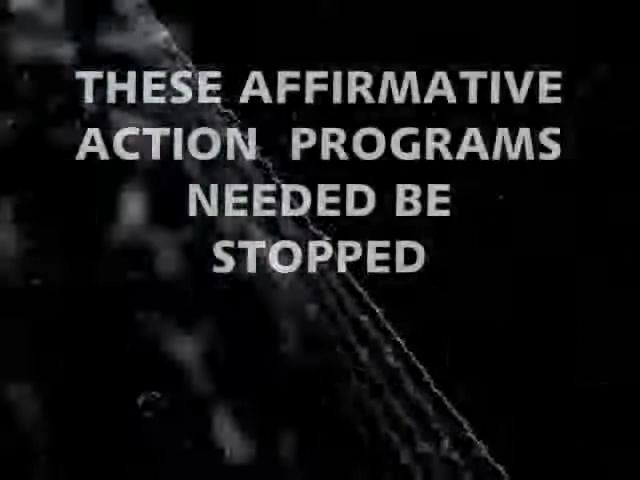 THESE AFFIRMATIVE
ACTION PROGRAMS
NEEDED BE
STOPPED